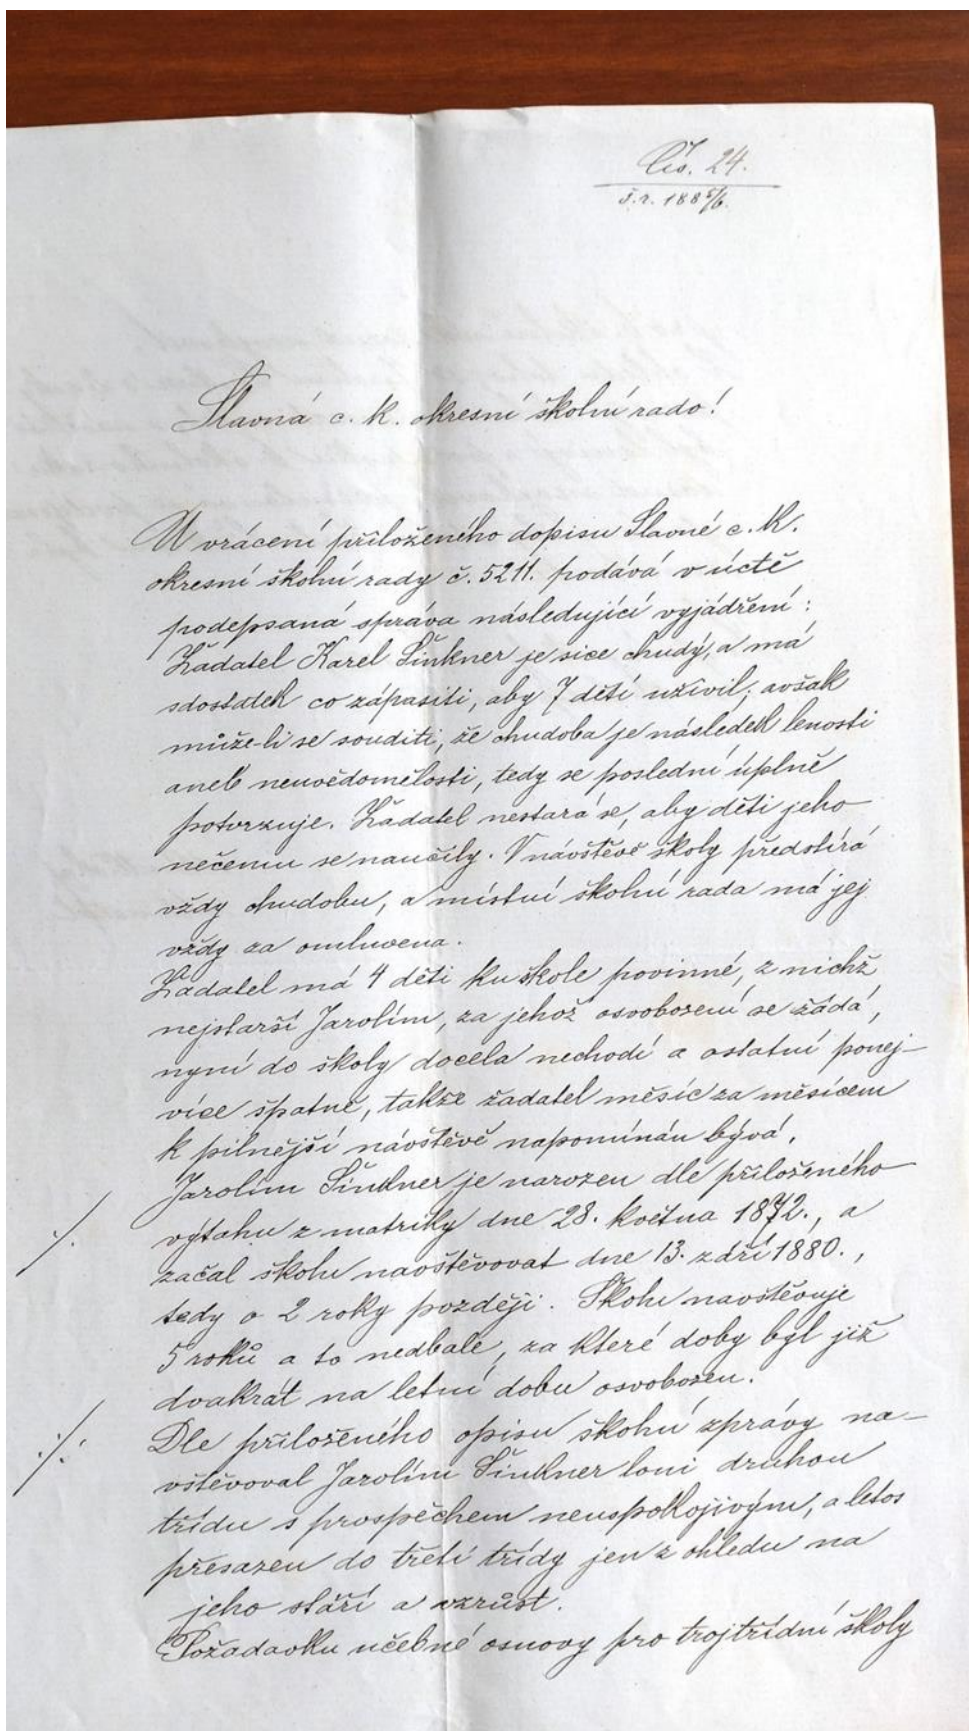 Čís. 24.
š. r. 1885/6.
Slavná c. k. okresní školní rado!
U vrácení přiloženého dopisu Slavné c. k.
okresní školní rady č. 5211. podává v úctě
podepsaná správa následující vyjádření:
Žadatel Karel Šinkner je sice chudý, a má
sdostatek co zápasiti, aby 7 dětí uživil; avšak
může-li se souditi, že chudoba je následek lenosti
aneb neuvědomělosti, tedy se poslední úplně
potvrzuje. Žádatel nestará se, aby děti jeho
nečemu se naučily. V návštěvě školy předstírá
vždy chudobu, a místní školní rada má jej
vždy za omluvena.
Žadatel má 4 děti ku škole povinné, z nichž
nejstarší Jarolím, za jehož osvobození se žádá,
nyní do školy docela nechodí a ostatní ponej-
více špatně, takže žadatel měsíc za měsícem
k pilnější návštěvě napomínán bývá.
Jarolím Šinkner je narozen dle přiloženého
./. výtahu z matriky dne 28. května 1872., a
začal školu navštěvovat dne 13. září 1880.,
tedy o 2 roky později. Školu navštěvuje
5 roků a to nedbale, za které doby byl již
dvakrát na letní dobu osvobozen.
./: Dle přiloženého opisu školní zprávy na-
vštěvoval Jarolím Šinkner loni druhou
třídu s prospěchem neuspokojivým, a letos
přesazen do třetí třídy jen z ohledu na
jeho stáří a vzrůst.
Požadavku učebné osnovy pro trojtřídní školy